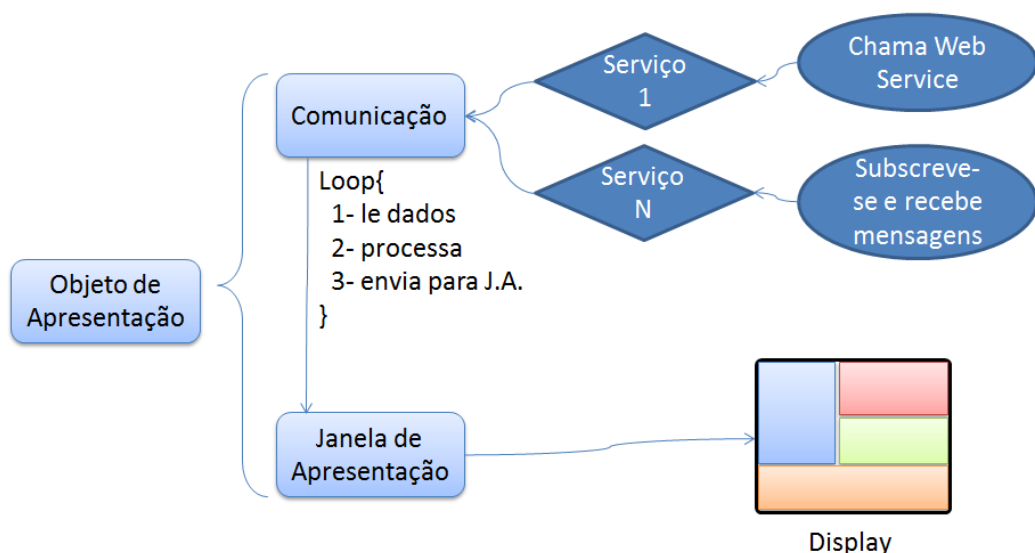 Comunicação
Serviço
1
Chama Web
Service
Serviço
N
Subscreve-
se e recebe
mensagens
Loop{
1- le dados
2- processa
3- envia para J.A.
}
Objeto de
Apresentação
Janela de
Apresentação
Display